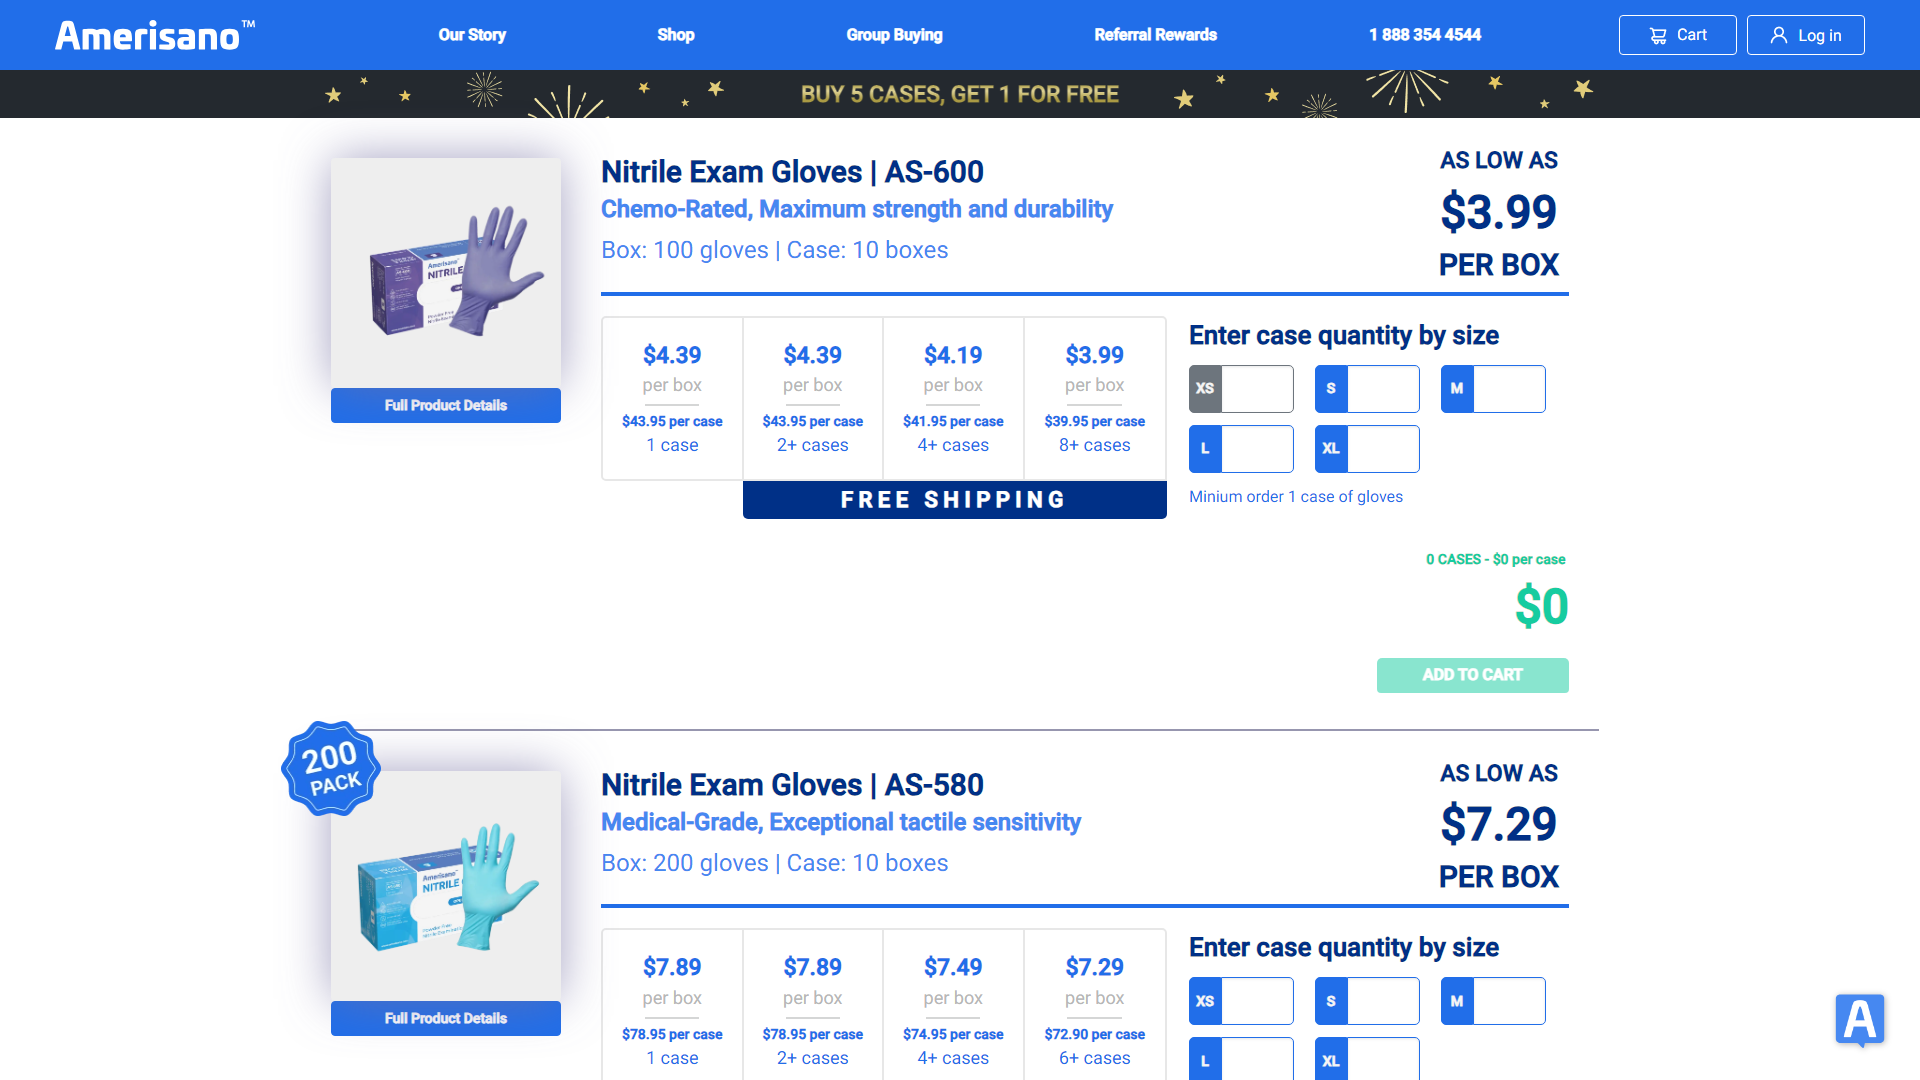 Amerisano™
Our Story
Shop
Group Buying
Referral Rewards
1 888 354 4544
Cart
Log in
BUY 5 CASES, GET 1 FOR FREE
Nitrile Exam Gloves | AS-600
Chemo-Rated, Maximum strength and durability
Box: 100 gloves | Case: 10 boxes
AS LOW AS
$3.99
PER BOX
Amerisano
NITRILE
Full Product Details
$4.39
per box
$43.95 per case
1 case
$4.39
per box
$43.95 per case
2+ cases
$4.19
per box
$41.95 per case
4+ cases
$3.99
per box
$39.95 per case
8+ cases
FREE SHIPPING
Enter case quantity by size
XS
S
M
L
XL
Minium order 1 case of gloves
0 CASES - $0 per case
$0
ADD TO CART
200
PACK
Nitrile Exam Gloves | AS-580
Medical-Grade, Exceptional tactile sensitivity
Box: 200 gloves | Case: 10 boxes
AS LOW AS
$7.29
PER BOX
Amerisano
NITRILE
Full Product Details
$7.89
per box
$78.95 per case
1 case
$7.89
per box
$78.95 per case
2+ cases
$7.49
per box
$74.95 per case
4+ cases
$7.29
per box
$72.90 per case
6+ cases
Enter case quantity by size
XS
S
M
L
XL
A